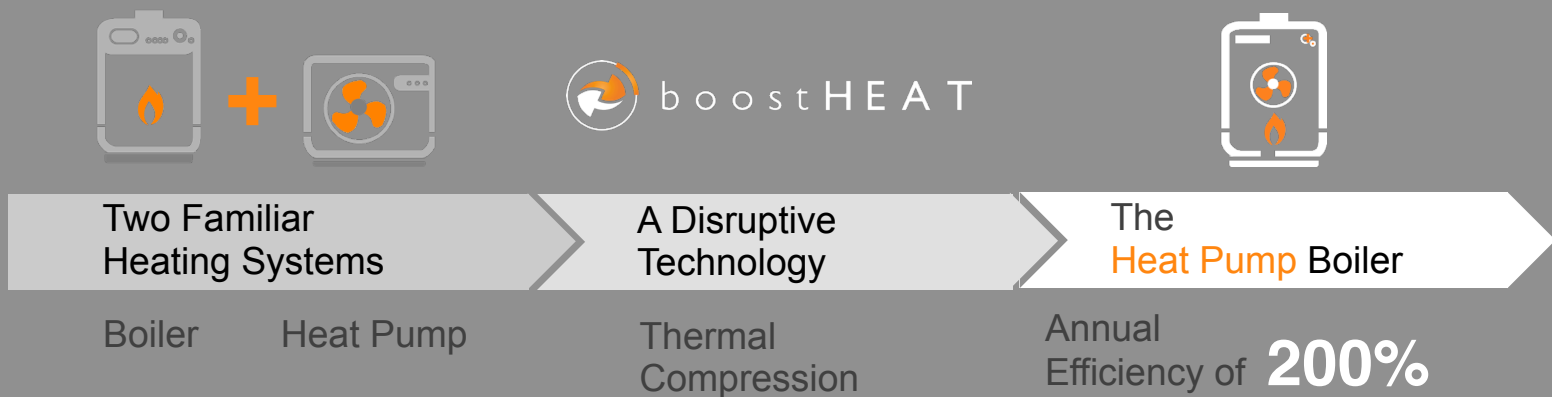 boostHEAT
Two Familiar
Heating Systems
A Disruptive
Technology
The
Heat Pump Boiler
Boiler
Heat Pump
Thermal
Compression
Annual
Efficiency of 200%